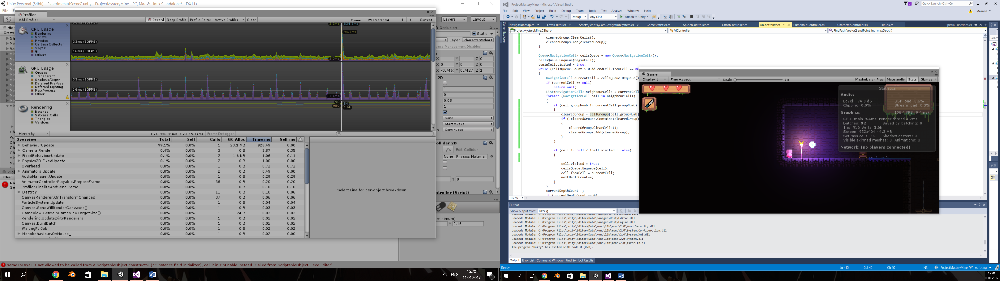 Unity Personal (64bit) - ExperimentalScene2.unity - ProjectMysteryMine - PC, Mac & Linux Standalone* <DX11>
File
Profiler
Add Profiler
Record Deep Profile Profile Editor Active Profiler Clear
Frame: 7510 / 7584
Current
Layers
Layout
CPU Usage
Rendering
Scripts
Physics
GarbageCollector
VSync
Gi
Others
33ms (30FPS)
16ms (60FPS)
3.3ms
834.5ms
94.7ms
3.0ms
GPU Usage
Opaque
Transparent
Shadows/Depth
Deferred PrePass
Deferred Lighting
PostProcess
Other
33ms (30FPS)
16ms (60FPS)
11.4ms
Rendering
Batches
SetPass Calls
Triangles
Vertices
90
950
84
1.6k
Hierarchy
CPU:936.81ms GPU:15.14ms Frame Debugger
Overview Total Self Calls GC Alloc Time ms Self ms
BehaviourUpdate 99.1% 0.0% 1 23.1 MB 928.49 0.00
Camera.Render 0.4% 0.0% 3 0 B 3.87 0.35
FixedBehaviourUpdate 0.1% 0.0% 2 1.6 KB 1.06 0.11
Physics2D.FixedUpdate 0.1% 0.0% 2 0 B 1.00 0.00
Overhead 0.0% 0.0% 1 0 B 0.72 0.72
Animators.Update 0.0% 0.0% 2 0 B 0.49 0.00
AudioManager.Update 0.0% 0.0% 1 0 B 0.29 0.29
AnimatorControllerPlayable.PrepareFrame 0.0% 0.0% 36 0 B 0.20 0.20
Profiler.FinalizeAndSendFrame 0.0% 0.0% 1 0 B 0.10 0.10
Destroy 0.0% 0.0% 11 0 B 0.10 0.06
CanvasRenderer.OnTransformChanged 0.0% 0.0% 37 0 B 0.06 0.06
ParticleSystem.Update 0.0% 0.0% 1 0 B 0.04 0.04
Canvas.SendWillRenderCanvases() 0.0% 0.0% 1 0 B 0.03 0.03
GameView.GetMainGameViewTargetSize() 0.0% 0.0% 1 24 B 0.03 0.03
Rendering.UpdateDirtyRenderers 0.0% 0.0% 1 0 B 0.02 0.02
Canvas.BuildBatch 0.0% 0.0% 1 0 B 0.02 0.02
WaitingForJob 0.0% 0.0% 1 0 B 0.02 0.02
Monobehaviour.OnMouse_ 0.0% 0.0% 1 0 B 0.02 0.00
Select Line for per-object breakdown
Occlusion
Static
Layer characterWithou
ance Management Disabled
X — Y — Z 0
X 0 Y 0 Z 0
X -0.746 Y 0.7427 Z 1
2D
1
0
0.05
1
None
Start Awake
Continuous
ollider 2D
Edit Collider
None (Physics Material
Y 0
ntroller (Script)
minimum)
Y 0.16
Clear
NameToLayer is not allowed to be called from a ScriptableObject constructor (or instance field initializer), call it in OnEnable instead. Called from ScriptableObject 'LevelEditor'.
ENG
15:20
11.01.2017
ProjectMysteryMine - Microsoft Visual Studio
Quick Launch (Ctrl+Q)
File Edit View Project Build Debug Team Tools Test Analyze Window Help
Матвей
Debug Any CPU Attach to Unity
Server Explorer
NavigationMap.cs LevelEditor.cs Assets\Scripts\Gam...avigationSystem.cs GameStatistics.cs SpiderController.cs GhostController.cs AIController.cs HumanoidController.cs CharacterController.cs HitBox.cs SpecialFunctions.cs
ProjectMysteryMine.CSharp AIController FindPath(Vector2 endPoint, int _maxDepth)
{
clearedGroup.ClearCells();
clearedGroups.Add(clearedGroup);
}
Queue<NavigationCell> cellsQueue = new Queue<NavigationCell>();
cellsQueue.Enqueue(beginCell);
beginCell.visited = true;
while (cellsQueue.Count > 0 && endCell.fromCell == nu
{
NavigationCell currentCell = cellsQueue.Dequeue()
if (currentCell == null)
return null;
List<NavigationCell> neighbourCells = currentCell
foreach (NavigationCell cell in neighbourCells)
{
if (cell.groupNumb != currentCell.groupNumb)
{
clearedGroup = cellGroups[cell.groupNumb]
if (!clearedGroups.Contains(clearedGroup)
{
clearedGroup.ClearCells();
clearedGroups.Add(clearedGroup);
}
}
if (cell != null ? !cell.visited : false)
{
cell.visited = true;
cellsQueue.Enqueue(cell);
cell.fromCell = currentCell;
nextDepthCount++;
}
}
currentDepthCount--;
if (currentDepthCount == 0)
102 %
Game
Display 1 Free Aspect Scale 1x Maximize on Play Mute audio Stats Gizmos
Statistics
Audio:
Level: -74.8 dB DSP load: 0.6%
Clipping: 0.0% Stream load: 0.0%
Graphics: 106.4 FPS (9.4ms)
CPU: main 9.4ms render thread 4.2ms
Batches: 92 Saved by batching: 0
Tris: 956 Verts: 1.6k
Screen: 922x404 - 4.3 MB
SetPass calls: 86 Shadow casters: 0
Visible skinned meshes: 0 Animations: 0
Network: (no players connected)
Output
Show output from: Debug
Loaded: Module: C:\Program Files\Unity\Editor\Data\Managed\UnityEditor.dll
Loaded: Module: C:\Program Files\Unity\Editor\Data\Managed\UnityEngine.dll
Loaded: Module: C:\Program Files\Unity\Editor\Data\Mono\lib\mono\2.0\Mono.Security.dll
Loaded: Module: C:\Program Files\Unity\Editor\Data\Mono\lib\mono\2.0\System.Configuration.dll
Loaded: Module: C:\Program Files\Unity\Editor\Data\Mono\lib\mono\2.0\System.Xml.dll
Loaded: Module: C:\Program Files\Unity\Editor\Data\Mono\lib\mono\2.0\System.dll
Loaded: Module: C:\Program Files\Unity\Editor\Data\Mono\lib\mono\2.0\mscorlib.dll
The program 'Unity' has exited with code 0 (0x0).
Output Error List Command Window Find Symbol Results
Ready Ln 415 Col 40 Ch 40 INS ProjectMysteryMine scripting
15:20
11.01.2017